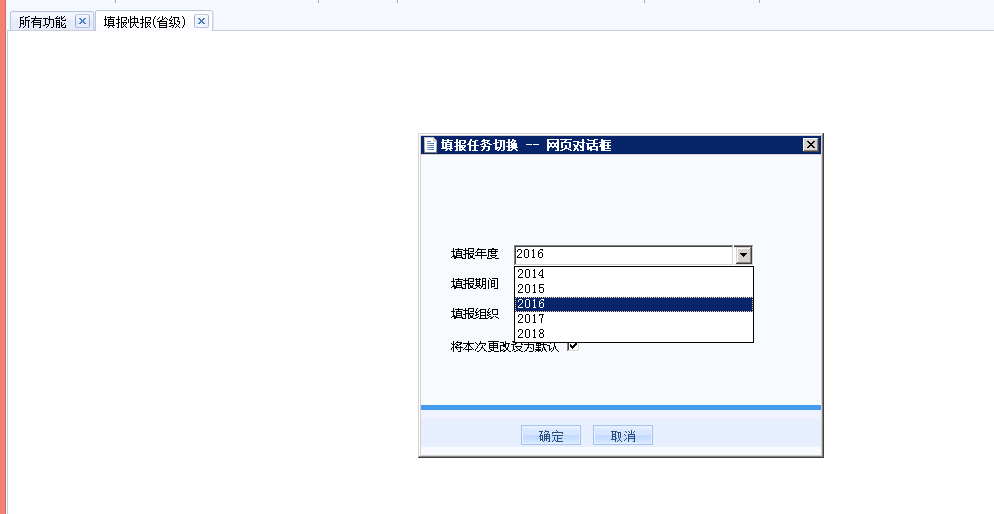 所有功能
填报快报(省级)
填报任务切换 -- 网页对话框
填报年度
2016
2014
2015
填报期间
2016
填报组织
2017
2018
将本次更改设为默认
确定
取消